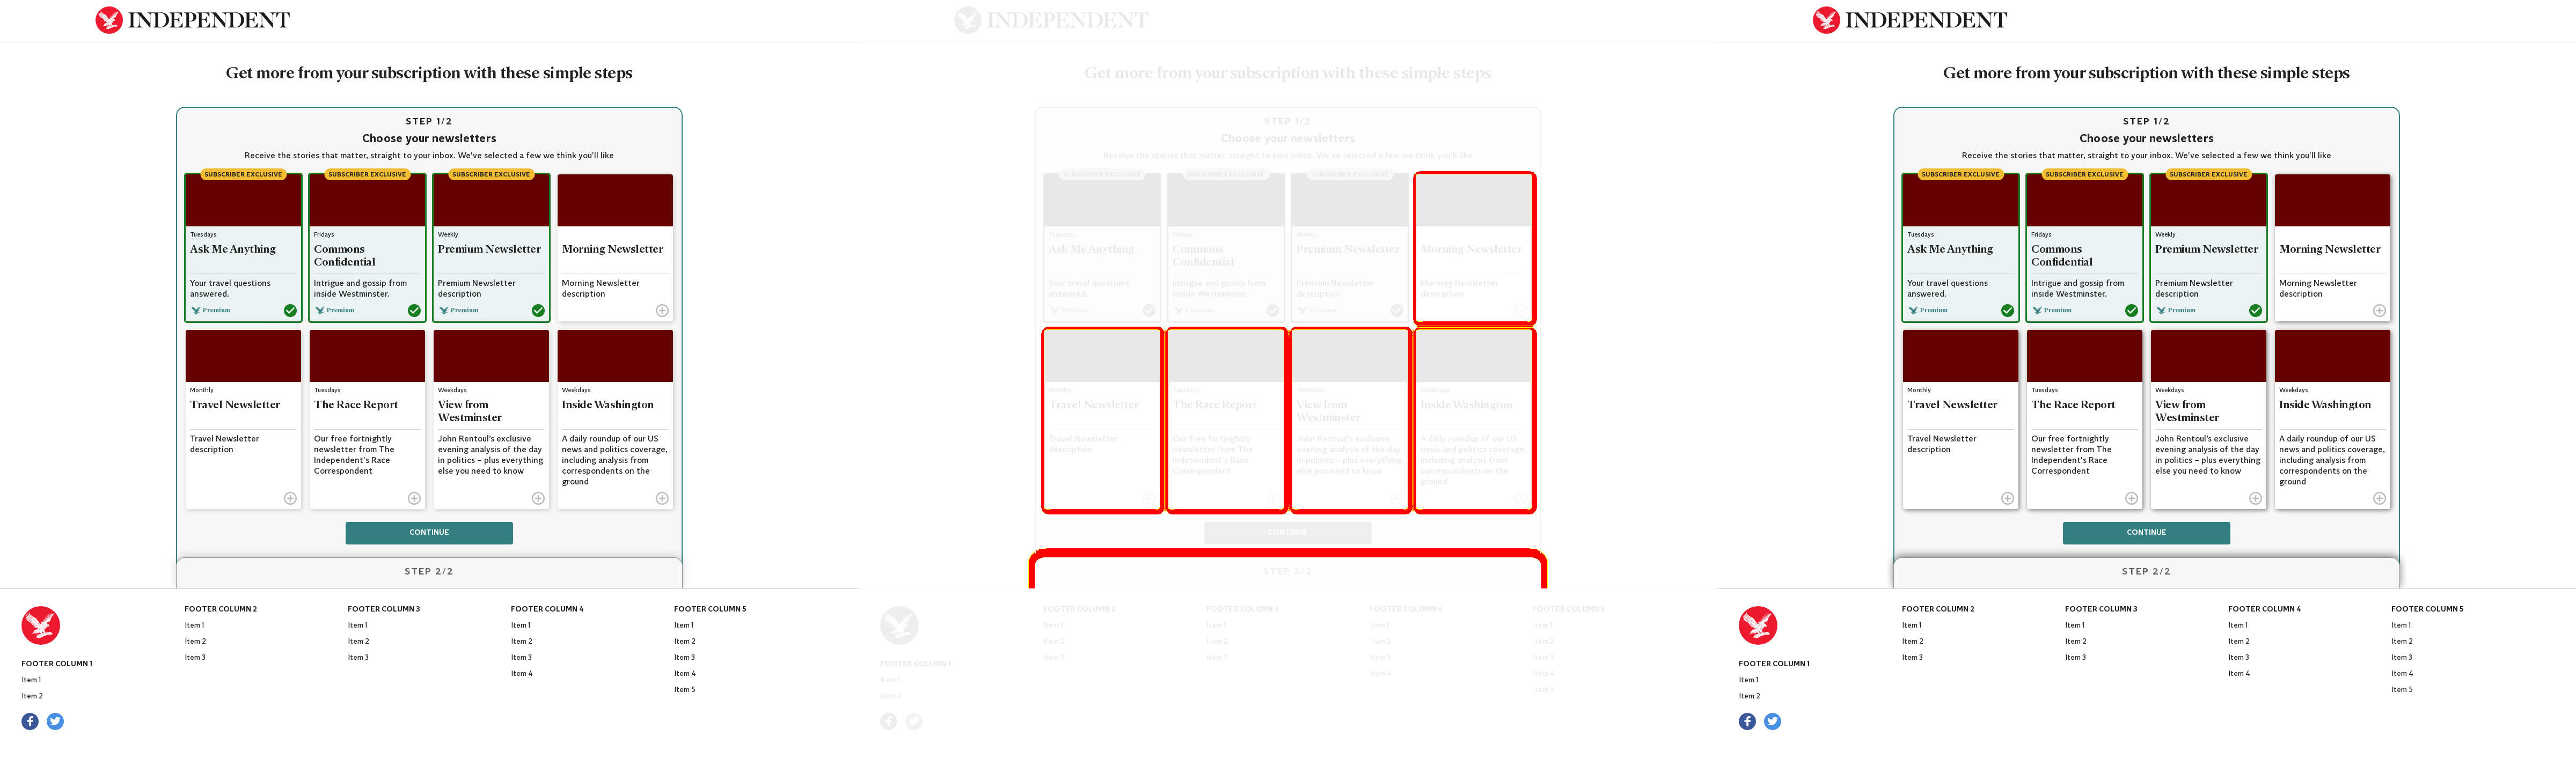 INDEPENDENT
Get more from your subscription with these simple steps
STEP 1/2
Choose your newsletters
Receive the stories that matter, straight to your inbox. We've selected a few we think you'll like
SUBSCRIBER EXCLUSIVE
Tuesdays
Ask Me Anything
Your travel questions
answered.
Premium
SUBSCRIBER EXCLUSIVE
Fridays
Commons
Confidential
Intrigue and gossip from
inside Westminster.
Premium
SUBSCRIBER EXCLUSIVE
Weekly
Premium Newsletter
Premium Newsletter
description
Premium
Morning Newsletter
Morning Newsletter
description
Monthly
Travel Newsletter
Travel Newsletter
description
Tuesdays
The Race Report
Our free fortnightly
newsletter from The
Independent's Race
Correspondent
Weekdays
View from
Westminster
John Rentoul's exclusive
evening analysis of the day
in politics – plus everything
else you need to know
Weekdays
Inside Washington
A daily roundup of our US
news and politics coverage,
including analysis from
correspondents on the
ground
CONTINUE
STEP 2/2
FOOTER COLUMN 1
Item 1
Item 2
FOOTER COLUMN 2
Item 1
Item 2
Item 3
FOOTER COLUMN 3
Item 1
Item 2
Item 3
FOOTER COLUMN 4
Item 1
Item 2
Item 3
Item 4
FOOTER COLUMN 5
Item 1
Item 2
Item 3
Item 4
Item 5
INDEPENDENT
Get more from your subscription with these simple steps
STEP 1/2
Choose your newsletters
Receive the stories that matter, straight to your inbox. We've selected a few we think you'll like
SUBSCRIBER EXCLUSIVE
Tuesdays
Ask Me Anything
Your travel questions
answered.
Premium
SUBSCRIBER EXCLUSIVE
Fridays
Commons
Confidential
Intrigue and gossip from
inside Westminster.
Premium
SUBSCRIBER EXCLUSIVE
Weekly
Premium Newsletter
Premium Newsletter
description
Premium
Morning Newsletter
Morning Newsletter
description
Monthly
Travel Newsletter
Travel Newsletter
description
Tuesdays
The Race Report
Our free fortnightly
newsletter from The
Independent's Race
Correspondent
Weekdays
View from
Westminster
John Rentoul's exclusive
evening analysis of the day
in politics – plus everything
else you need to know
Weekdays
Inside Washington
A daily roundup of our US
news and politics coverage,
including analysis from
correspondents on the
ground
CONTINUE
STEP 2/2
FOOTER COLUMN 1
Item 1
Item 2
FOOTER COLUMN 2
Item 1
Item 2
Item 3
FOOTER COLUMN 3
Item 1
Item 2
Item 3
FOOTER COLUMN 4
Item 1
Item 2
Item 3
Item 4
FOOTER COLUMN 5
Item 1
Item 2
Item 3
Item 4
Item 5
INDEPENDENT
Get more from your subscription with these simple steps
STEP 1/2
Choose your newsletters
Receive the stories that matter, straight to your inbox. We've selected a few we think you'll like
SUBSCRIBER EXCLUSIVE
Tuesdays
Ask Me Anything
Your travel questions
answered.
Premium
SUBSCRIBER EXCLUSIVE
Fridays
Commons
Confidential
Intrigue and gossip from
inside Westminster.
Premium
SUBSCRIBER EXCLUSIVE
Weekly
Premium Newsletter
Premium Newsletter
description
Premium
Morning Newsletter
Morning Newsletter
description
Monthly
Travel Newsletter
Travel Newsletter
description
Tuesdays
The Race Report
Our free fortnightly
newsletter from The
Independent's Race
Correspondent
Weekdays
View from
Westminster
John Rentoul's exclusive
evening analysis of the day
in politics – plus everything
else you need to know
Weekdays
Inside Washington
A daily roundup of our US
news and politics coverage,
including analysis from
correspondents on the
ground
CONTINUE
STEP 2/2
FOOTER COLUMN 1
Item 1
Item 2
FOOTER COLUMN 2
Item 1
Item 2
Item 3
FOOTER COLUMN 3
Item 1
Item 2
Item 3
FOOTER COLUMN 4
Item 1
Item 2
Item 3
Item 4
FOOTER COLUMN 5
Item 1
Item 2
Item 3
Item 4
Item 5